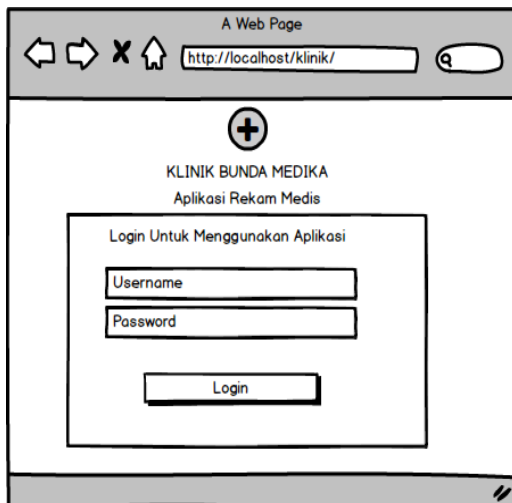 A Web Page
http://localhost/klinik/
KLINIK BUNDA MEDIKA
Aplikasi Rekam Medis
Login Untuk Menggunakan Aplikasi
Username
Password
Login